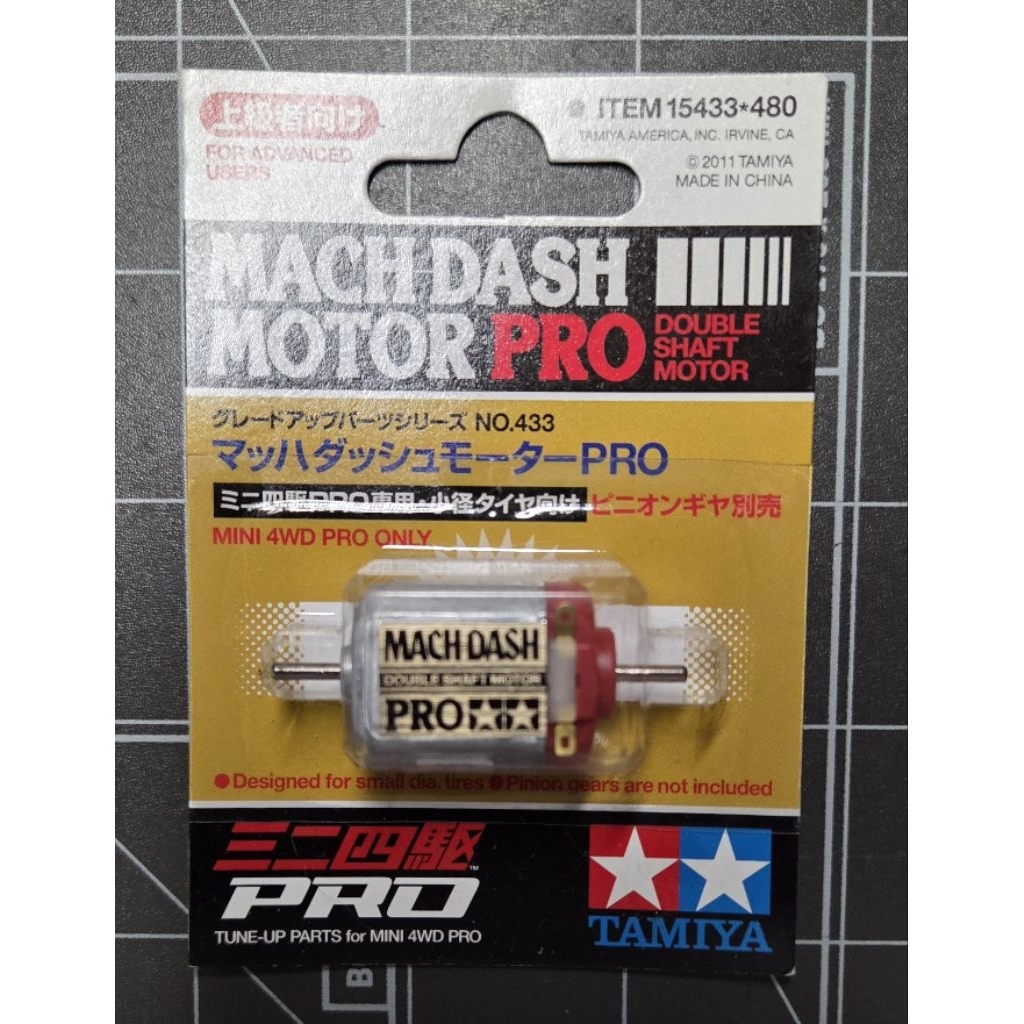 上級者向け
FOR ADVANCED
USERS
ITEM 15433*480
TAMIYA AMERICA, INC. IRVINE, CA
© 2011 TAMIYA
MADE IN CHINA
MACH DASH
MOTOR PRO
DOUBLE
SHAFT
MOTOR
グレードアップパーツシリーズ NO.433
マッハダッシュモーターPRO
ミニ四駆PRO専用・小径タイヤ向け ピニオンギヤ別売
MINI 4WD PRO ONLY
MACH DASH
DOUBLE SHAFT MOTOR
PRO
●Designed for small dia. tires ●Pinion gears are not included
ミニ四駆™
PRO
TUNE-UP PARTS for MINI 4WD PRO
TAMIYA